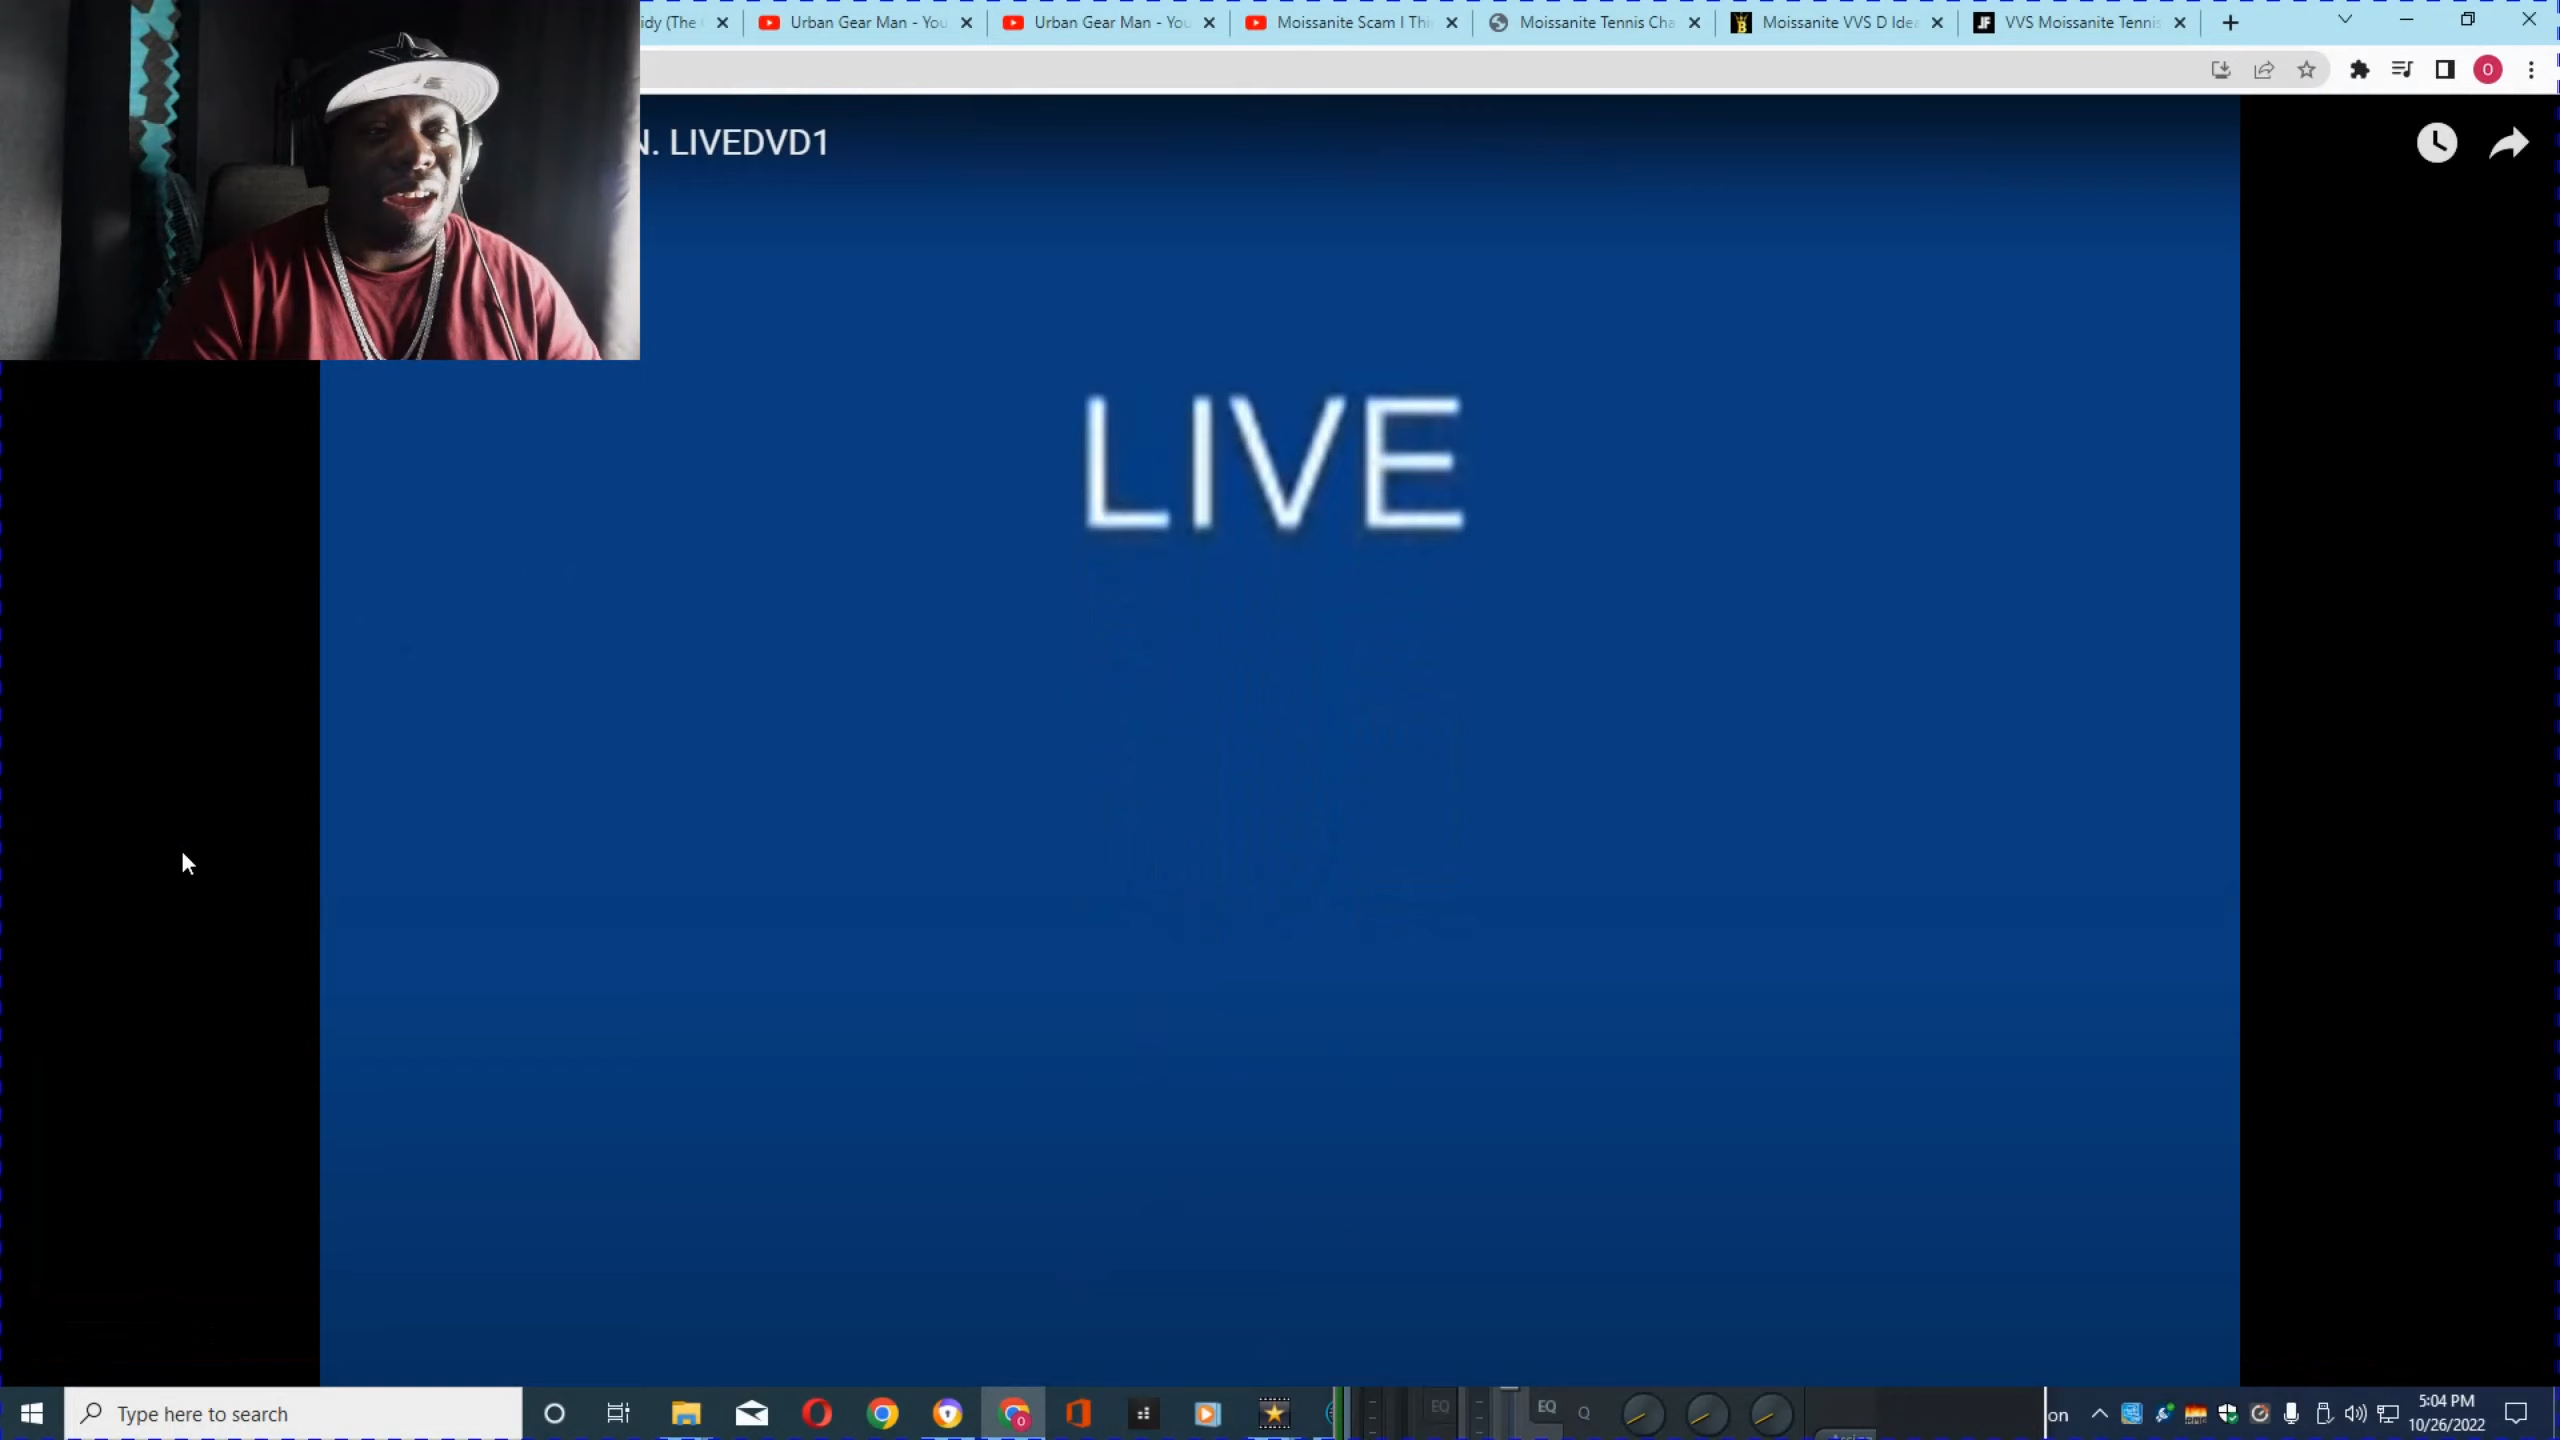 idy (The
Urban Gear Man - You
Urban Gear Man - You
Moissanite Scam I Thi
Moissanite Tennis Cha
Moissanite VVS D Ide
VVS Moissanite Tennis
O
N. LIVEDVD1
LIVE
Type here to search
EQ
EQ
Q
on
5:04 PM
10/26/2022